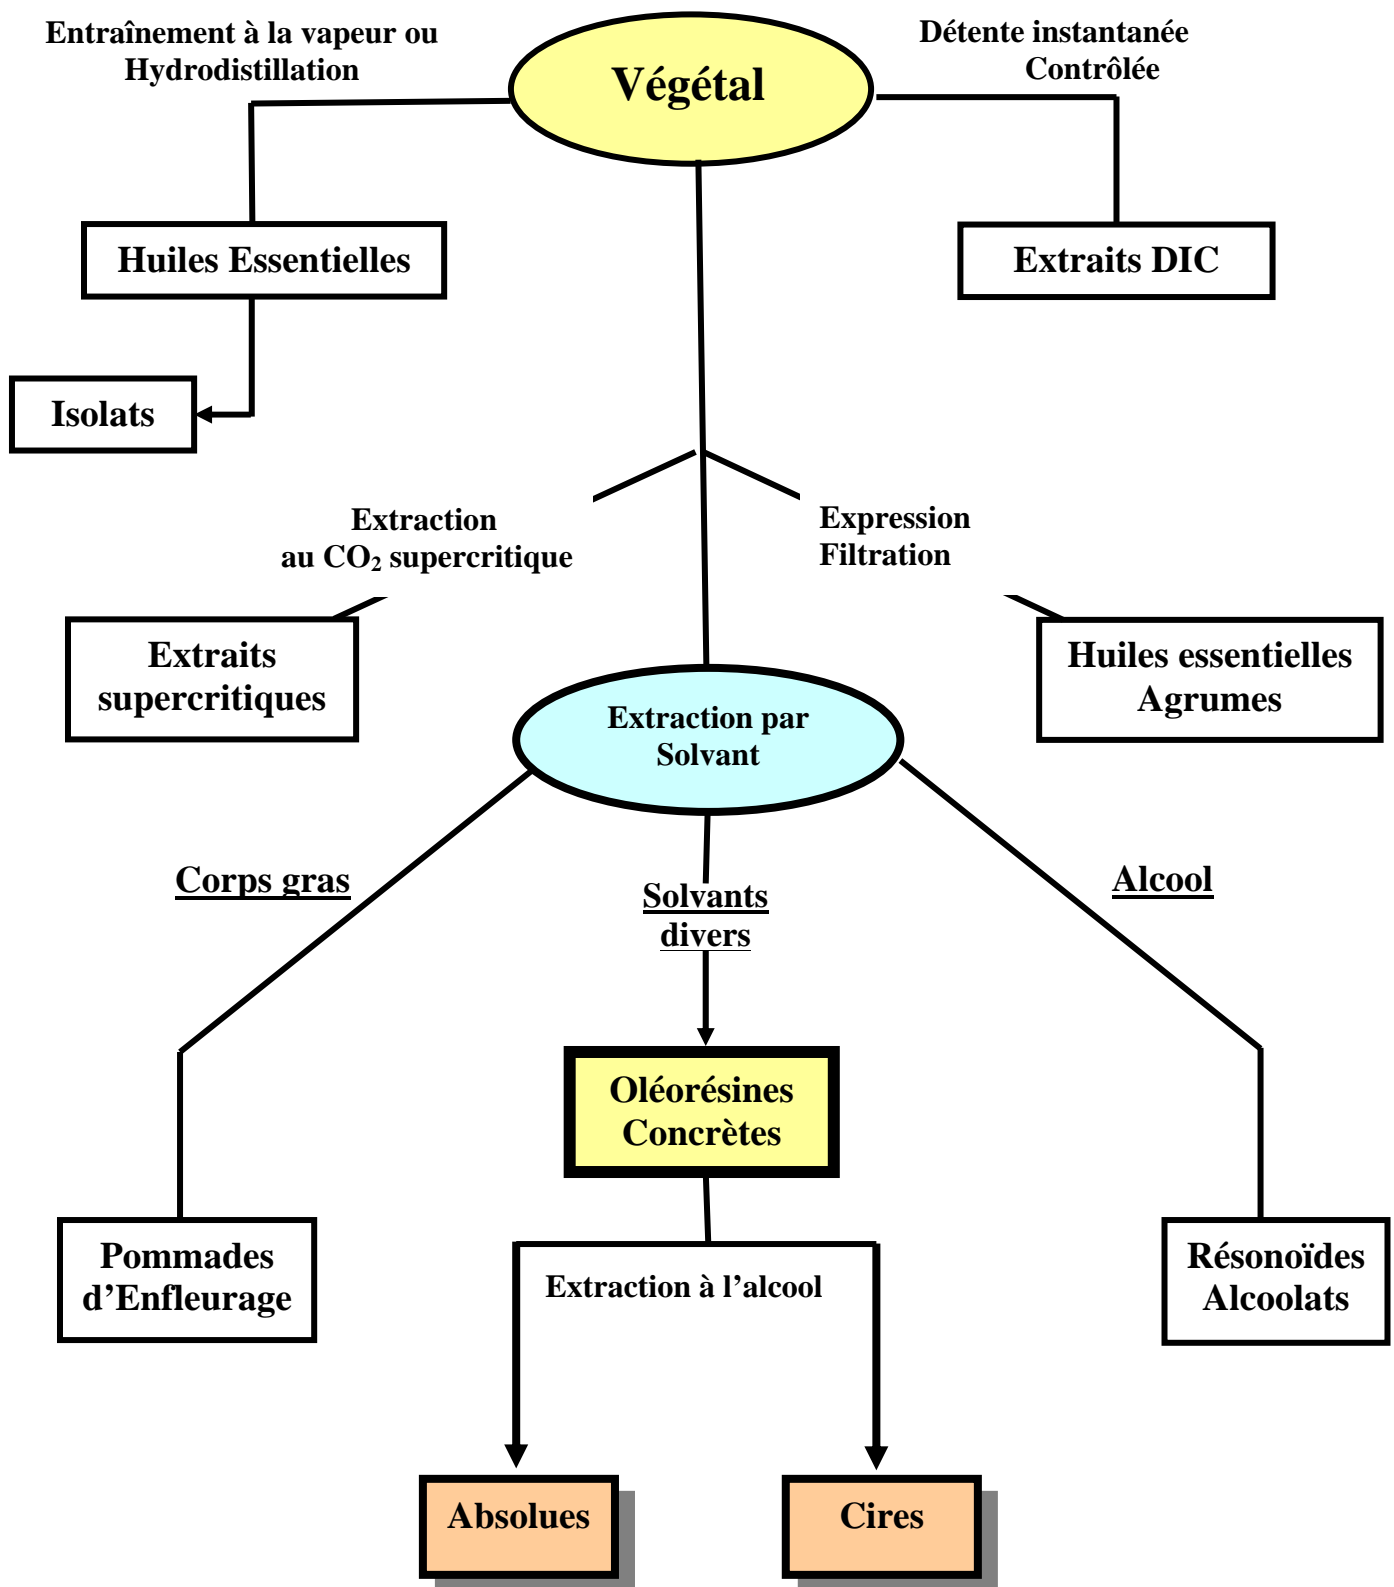 Entraînement à la vapeur ou
Hydrodistillation
Végétal
Détente instantanée
Contrôlée
Huiles Essentielles
Extraits DIC
Isolats
Extraction
au CO₂ supercritique
Expression
Filtration
Extraits
supercritiques
Huiles essentielles
Agrumes
Extraction par
Solvant
Corps gras
Solvants
divers
Alcool
Oléorésines
Concrètes
Pommades
d’Enfleurage
Extraction à l’alcool
Résonoïdes
Alcoolats
Absolues
Cires